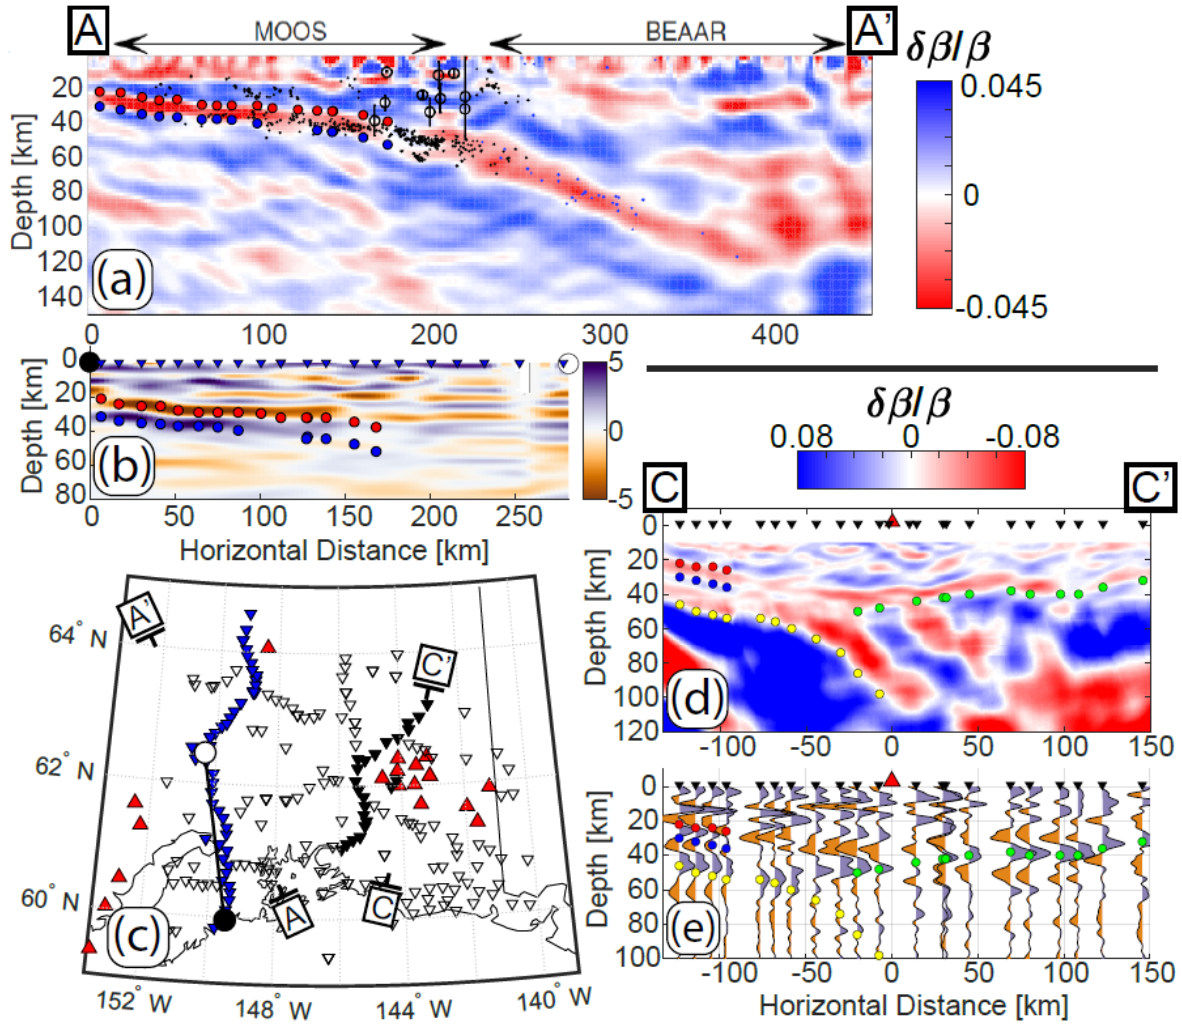 A MOOS BEAAR A' δβ/β
20
40
60
80
100
120
140
Depth [km]
(a)
0 100 200 300 400
0.045
0
-0.045
0
20
40
60
80
Depth [km]
(b)
0 50 100 150 200 250
Horizontal Distance [km]
5
0
-5
δβ/β
0.08 0 -0.08
C C'
0
20
40
60
80
100
120
Depth [km]
(d)
-100 -50 0 50 100 150
A'
C'
A
C
64° N
62° N
60° N
(c)
152° W 148° W 144° W 140° W
0
20
40
60
80
100
Depth [km]
(e)
-100 -50 0 50 100 150
Horizontal Distance [km]